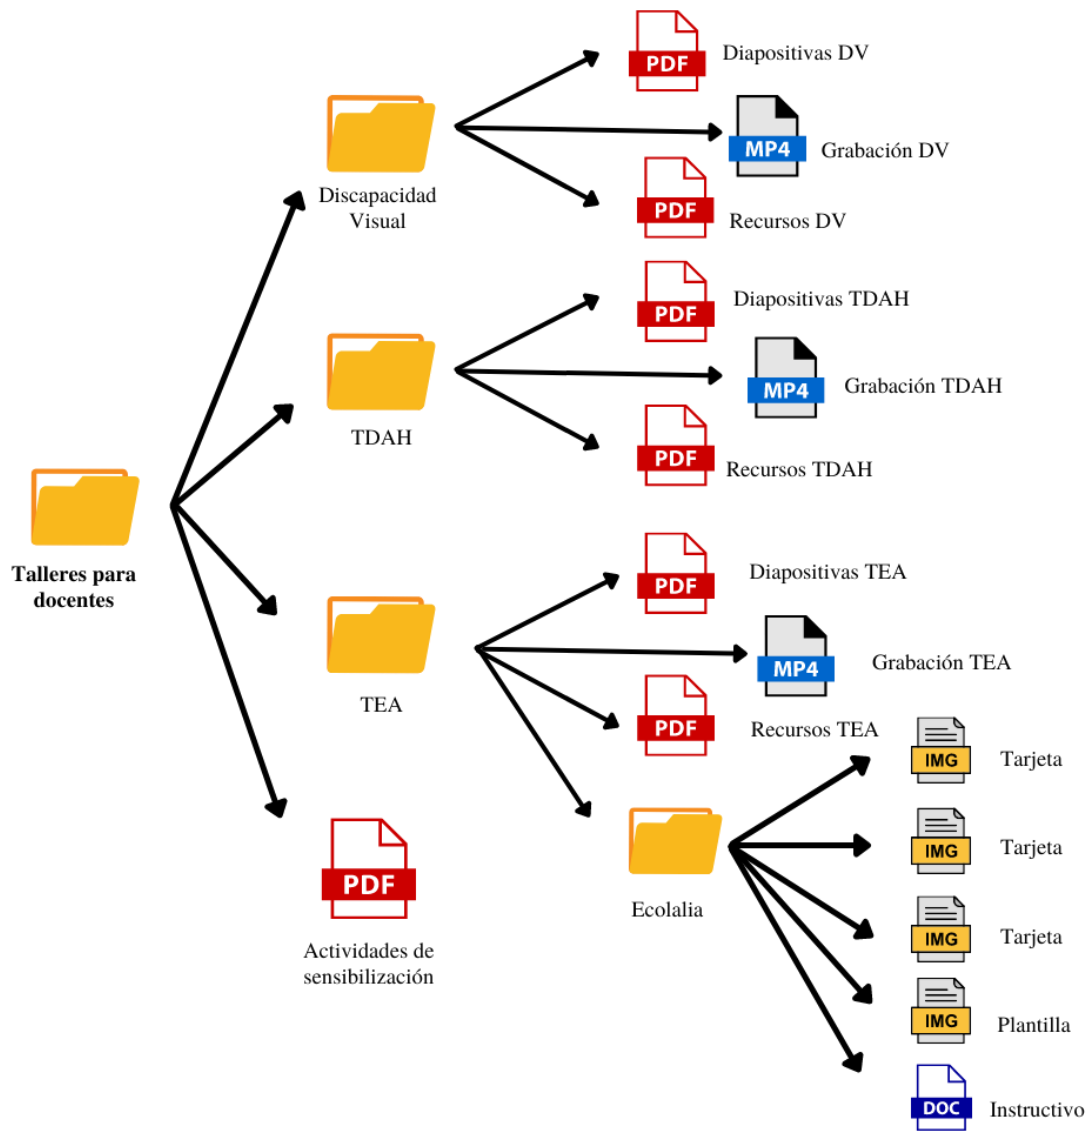 PDF
Diapositivas DV
MP4
Grabación DV
Discapacidad
Visual
PDF
Recursos DV
PDF
Diapositivas TDAH
MP4
Grabación TDAH
TDAH
PDF
Recursos TDAH
Talleres para
docentes
PDF
Diapositivas TEA
MP4
Grabación TEA
TEA
PDF
Recursos TEA
IMG
Tarjeta
IMG
Tarjeta
PDF
Actividades de
sensibilización
Ecolalia
IMG
Tarjeta
IMG
Plantilla
DOC
Instructivo